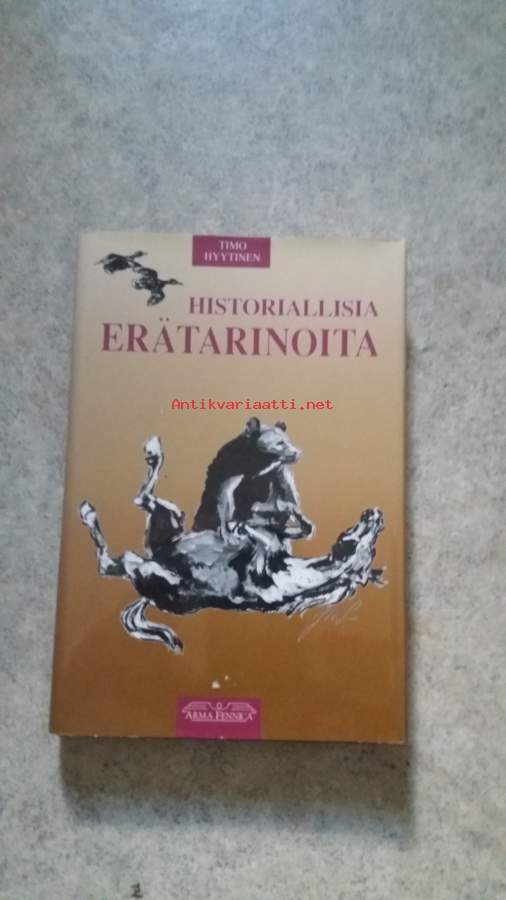 TIMO
HYYTINEN
HISTORIALLISIA
ERÄTARINOITA
Antikvariaatti.net
ARMA FENNICA